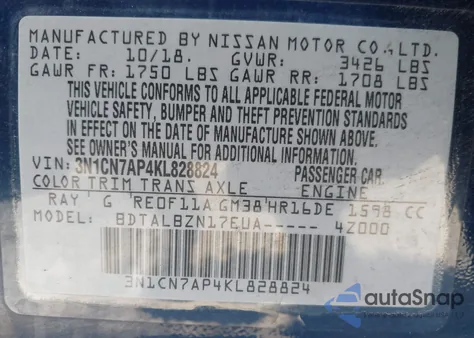 MANUFACTURED BY NISSAN MOTOR CO.,LTD.
DATE: 10/18. GVWR: 3426 LBS
GAWR FR: 1750 LBS GAWR RR: 1708 LBS
THIS VEHICLE CONFORMS TO ALL APPLICABLE FEDERAL MOTOR
VEHICLE SAFETY, BUMPER AND THEFT PREVENTION STANDARDS
IN EFFECT ON THE DATE OF MANUFACTURE SHOWN ABOVE.
SEE OWNER'S MANUAL FOR ADDITIONAL INFORMATION.
VIN: 3N1CN7AP4KL828824 PASSENGER CAR
COLOR TRIM TRANS AXLE ENGINE
RAY G RE0F11A GM38 HR16DE 1598 CC
MODEL: BDTALBZN17EUA----- 4Z000
3N1CN7AP4KL828824
autoSnap